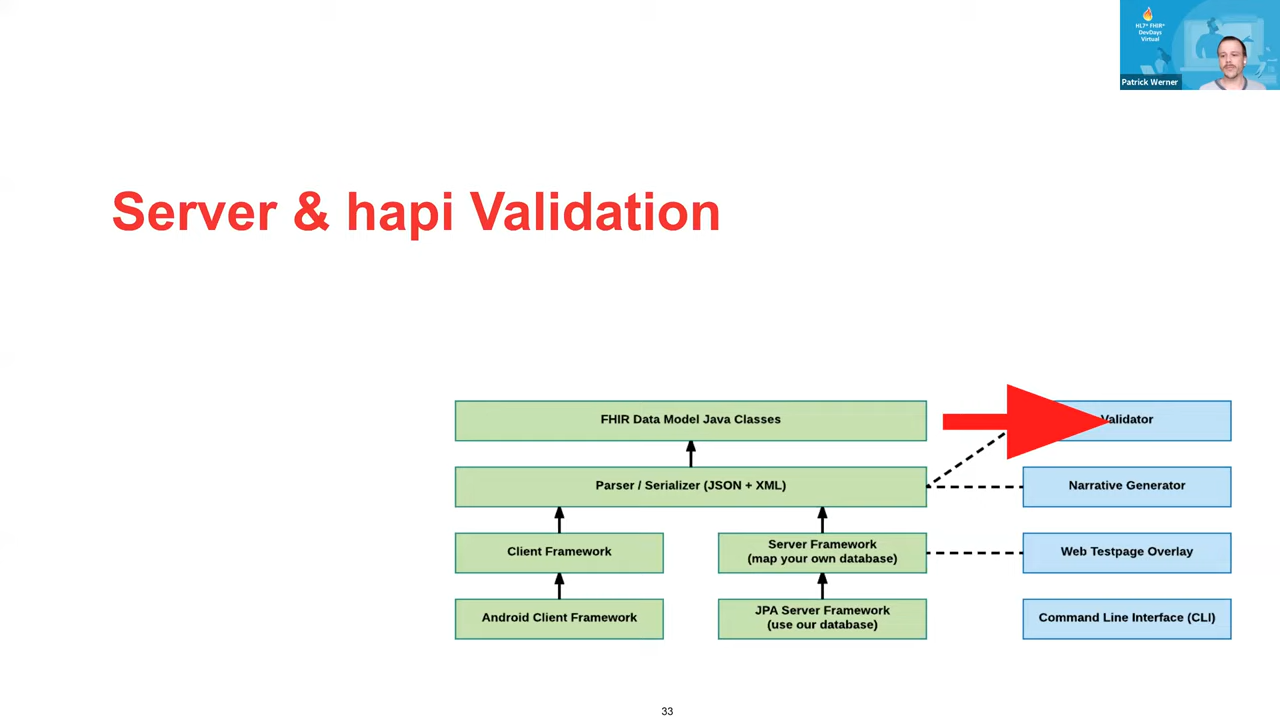 HL7® FHIR®
DevDays
Virtual
Patrick Werner
Server & hapi Validation
FHIR Data Model Java Classes
Validator
Parser / Serializer (JSON + XML)
Narrative Generator
Client Framework
Server Framework
(map your own database)
Web Testpage Overlay
Android Client Framework
JPA Server Framework
(use our database)
Command Line Interface (CLI)
33